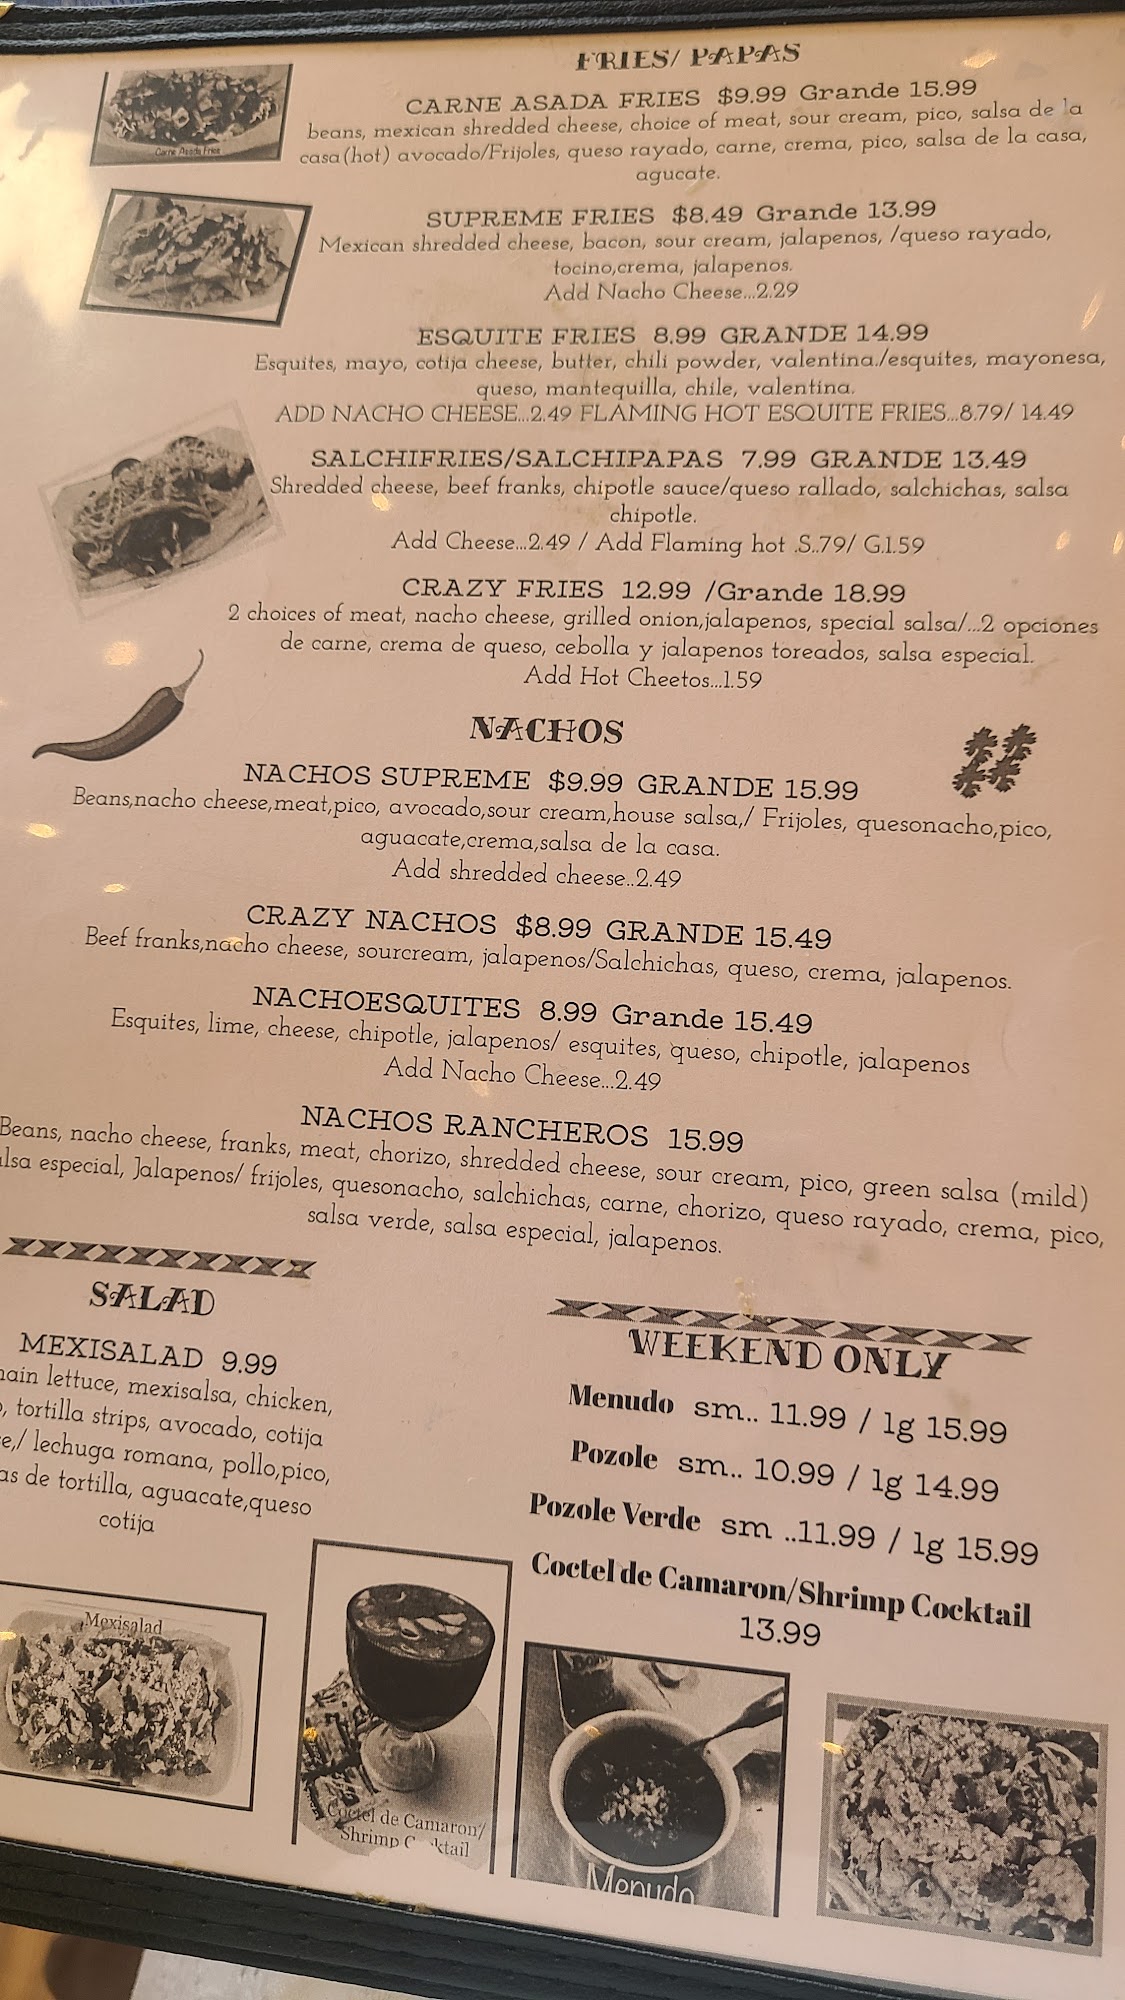 FRIES/ PAPAS
Carne Asada Fries
CARNE ASADA FRIES $9.99 Grande 15.99
beans, mexican shredded cheese, choice of meat, sour cream, pico, salsa de la
casa(hot) avocado/Frijoles, queso rayado, carne, crema, pico, salsa de la casa,
agucate.
SUPREME FRIES $8.49 Grande 13.99
Mexican shredded cheese, bacon, sour cream, jalapenos, /queso rayado,
tocino,crema, jalapenos.
Add Nacho Cheese...2.29
ESQUITE FRIES 8.99 GRANDE 14.99
Esquites, mayo, cotija cheese, butter, chili powder, valentina./esquites, mayonesa,
queso, mantequilla, chile, valentina.
ADD NACHO CHEESE...2.49 FLAMING HOT ESQUITE FRIES...8.79/ 14.49
SALCHIFRIES/SALCHIPAPAS 7.99 GRANDE 13.49
Shredded cheese, beef franks, chipotle sauce/queso rallado, salchichas, salsa
chipotle.
Add Cheese...2.49 / Add Flaming hot .S..79/ G.1.59
CRAZY FRIES 12.99 /Grande 18.99
2 choices of meat, nacho cheese, grilled onion,jalapenos, special salsa/...2 opciones
de carne, crema de queso, cebolla y jalapenos toreados, salsa especial.
Add Hot Cheetos...1.59
NACHOS
NACHOS SUPREME $9.99 GRANDE 15.99
Beans,nacho cheese,meat,pico, avocado,sour cream,house salsa,/ Frijoles, quesonacho,pico,
aguacate,crema,salsa de la casa.
Add shredded cheese..2.49
CRAZY NACHOS $8.99 GRANDE 15.49
Beef franks,nacho cheese, sourcream, jalapenos/Salchichas, queso, crema, jalapenos.
NACHOESQUITES 8.99 Grande 15.49
Esquites, lime, cheese, chipotle, jalapenos/ esquites, queso, chipotle, jalapenos
Add Nacho Cheese...2.49
NACHOS RANCHEROS 15.99
Beans, nacho cheese, franks, meat, chorizo, shredded cheese, sour cream, pico, green salsa (mild)
especial, Jalapenos/ frijoles, quesonacho, salchichas, carne, chorizo, queso rayado, crema, pico,
salsa verde, salsa especial, jalapenos.
SALAD
MEXISALAD 9.99
lettuce, mexisalsa, chicken,
tortilla strips, avocado, cotija
lechuga romana, pollo,pico,
de tortilla, aguacate,queso
cotija
Mexisalad
WEEKEND ONLY
Menudo sm.. 11.99 / lg 15.99
Pozole sm.. 10.99 / lg 14.99
Pozole Verde sm ..11.99 / lg 15.99
Coctel de Camaron/Shrimp Cocktail
13.99
Coctel de Camaron/
Shrimp C ktail
Menudo